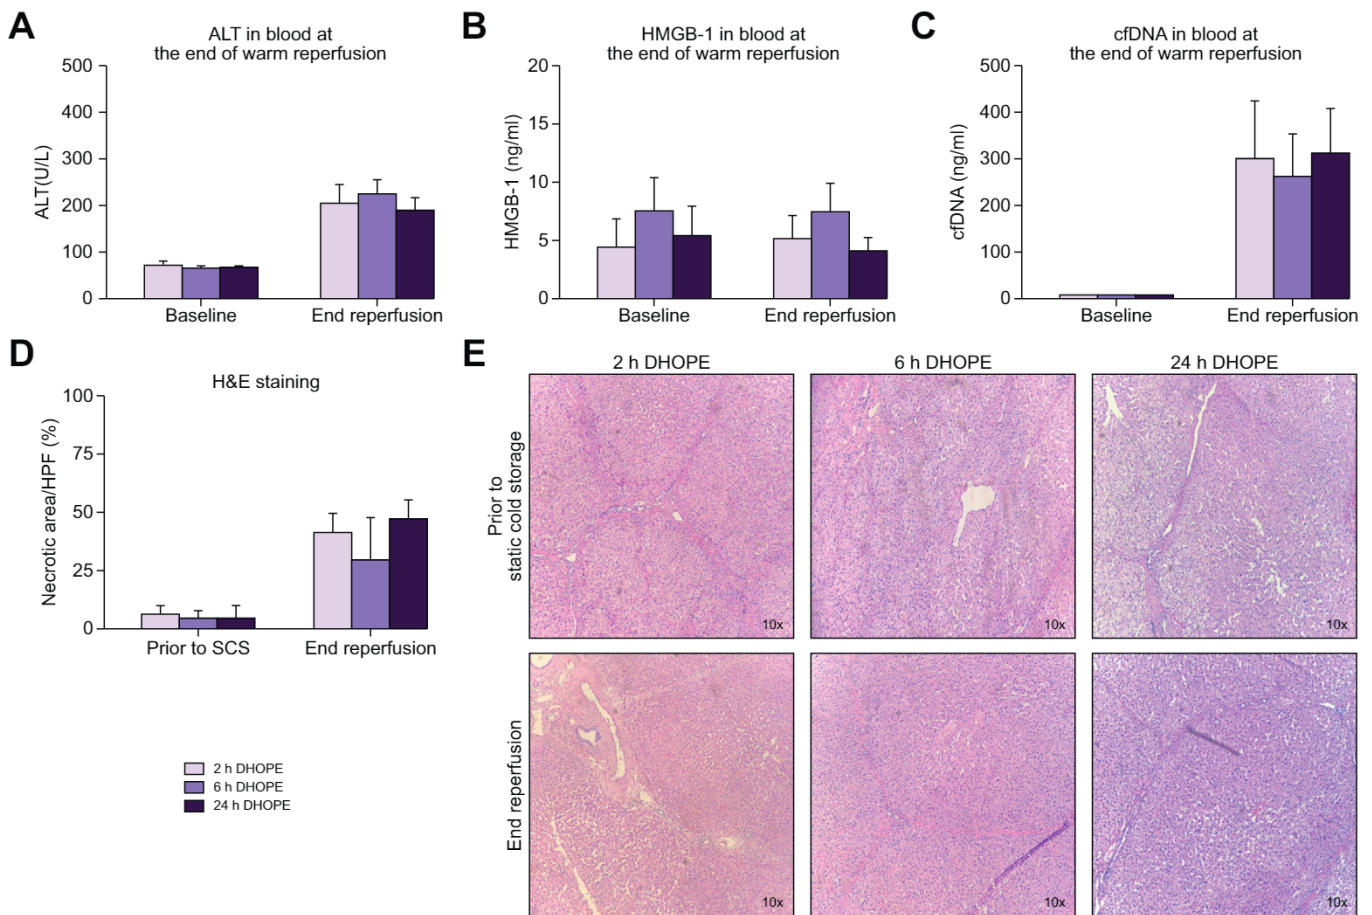 A
ALT in blood at
the end of warm reperfusion
500
400
300
200
100
0
ALT(U/L)
Baseline
End reperfusion
B
HMGB-1 in blood at
the end of warm reperfusion
20
15
10
5
0
HMGB-1 (ng/ml)
Baseline
End reperfusion
C
cfDNA in blood at
the end of warm reperfusion
500
400
300
200
100
0
cfDNA (ng/ml)
Baseline
End reperfusion
D
H&E staining
100
75
50
25
0
Necrotic area/HPF (%)
Prior to SCS
End reperfusion
2 h DHOPE
6 h DHOPE
24 h DHOPE
E
2 h DHOPE
6 h DHOPE
24 h DHOPE
Prior to
static cold storage
10x
10x
10x
End reperfusion
10x
10x
10x